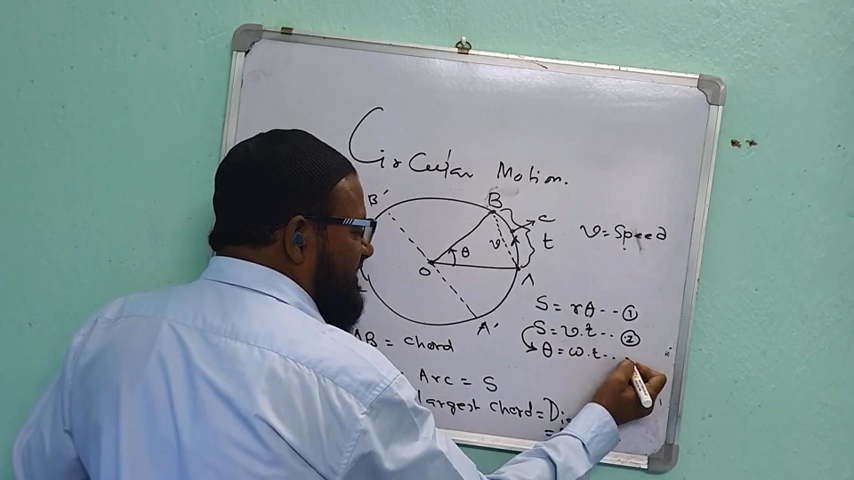 Circular Motion.
B'
B
c
t
v
v = Speed
θ
O
A
A'
S = rθ .. ①
S = v.t .. ②
θ = ω.t ..
AB = chord
Arc = S
largest chord =